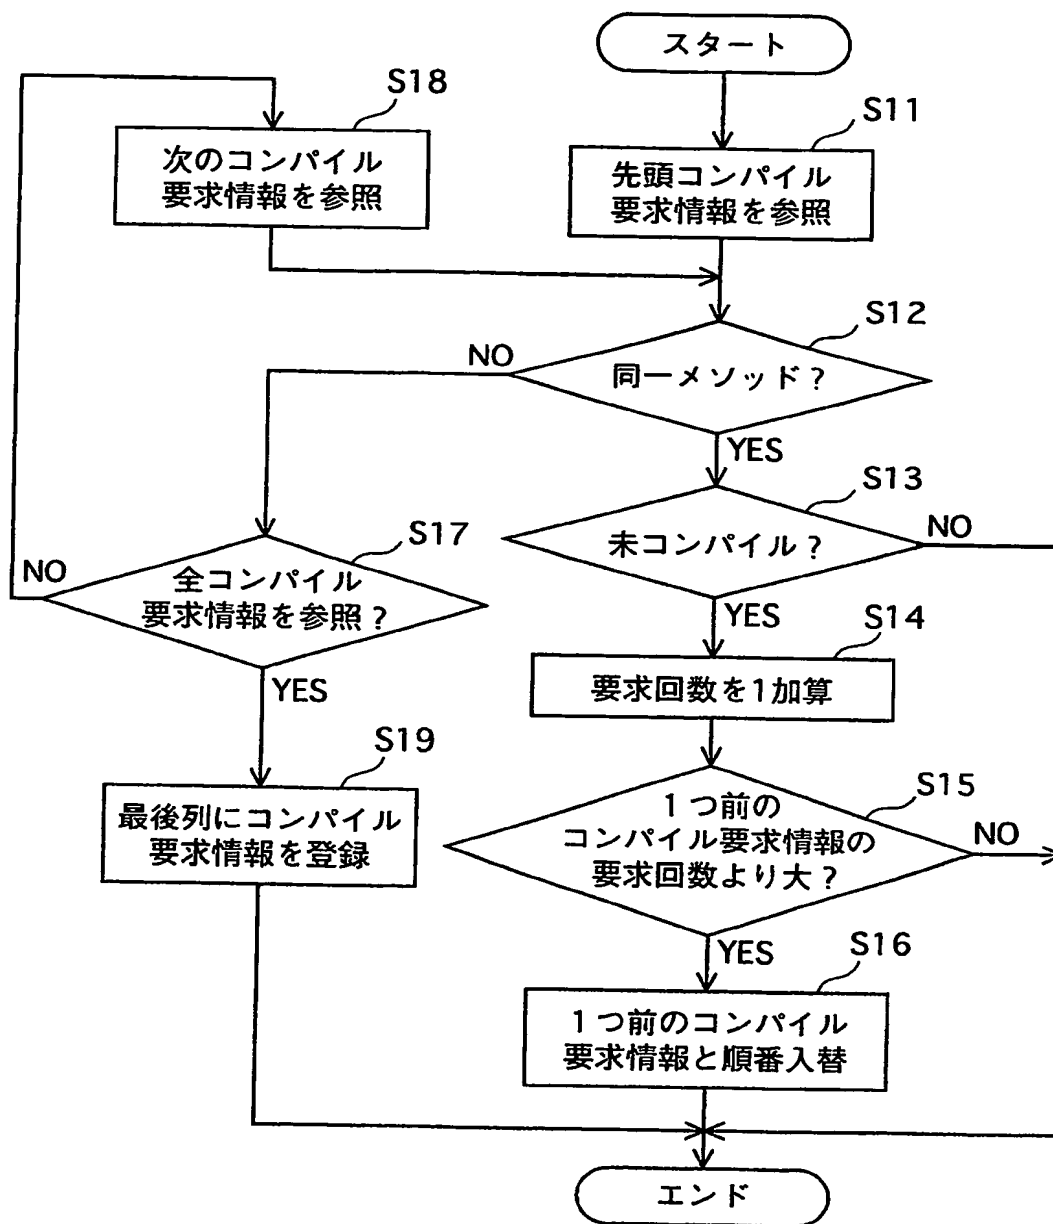 スタート
S18
次のコンパイル
要求情報を参照
S11
先頭コンパイル
要求情報を参照
S12
同一メソッド?
NO
YES
S13
未コンパイル?
NO
YES
S17
全コンパイル
要求情報を参照?
NO
YES
S14
要求回数を1加算
S19
最後列にコンパイル
要求情報を登録
S15
1つ前の
コンパイル要求情報の
要求回数より大?
NO
YES
S16
1つ前のコンパイル
要求情報と順番入替
エンド